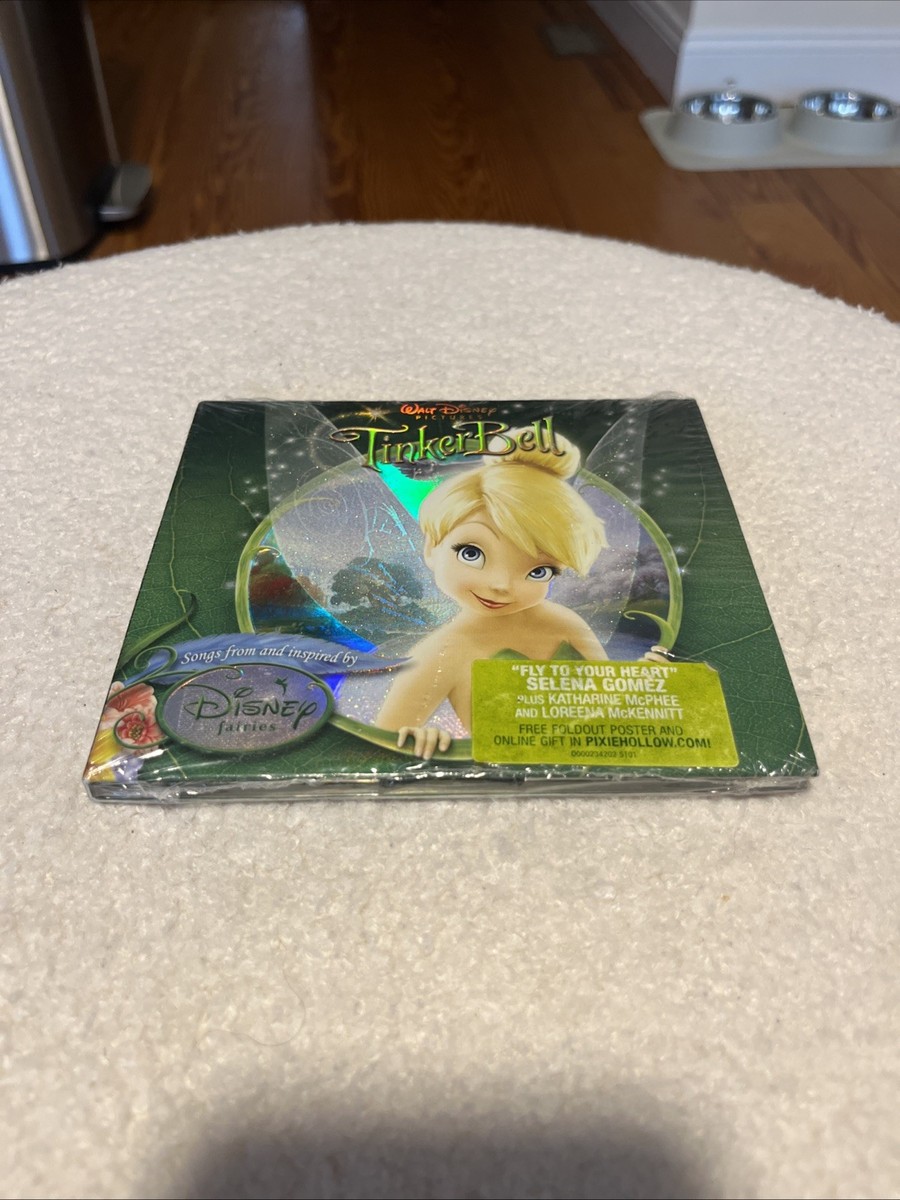 WALT DISNEY
PICTURES
TinkerBell
Songs from and inspired by
DISNEY
fairies
"FLY TO YOUR HEART"
SELENA GOMEZ
PLUS KATHARINE McPHEE
AND LOREENA McKENNITT
FREE FOLDOUT POSTER AND
ONLINE GIFT IN PIXIEHOLLOW.COM!